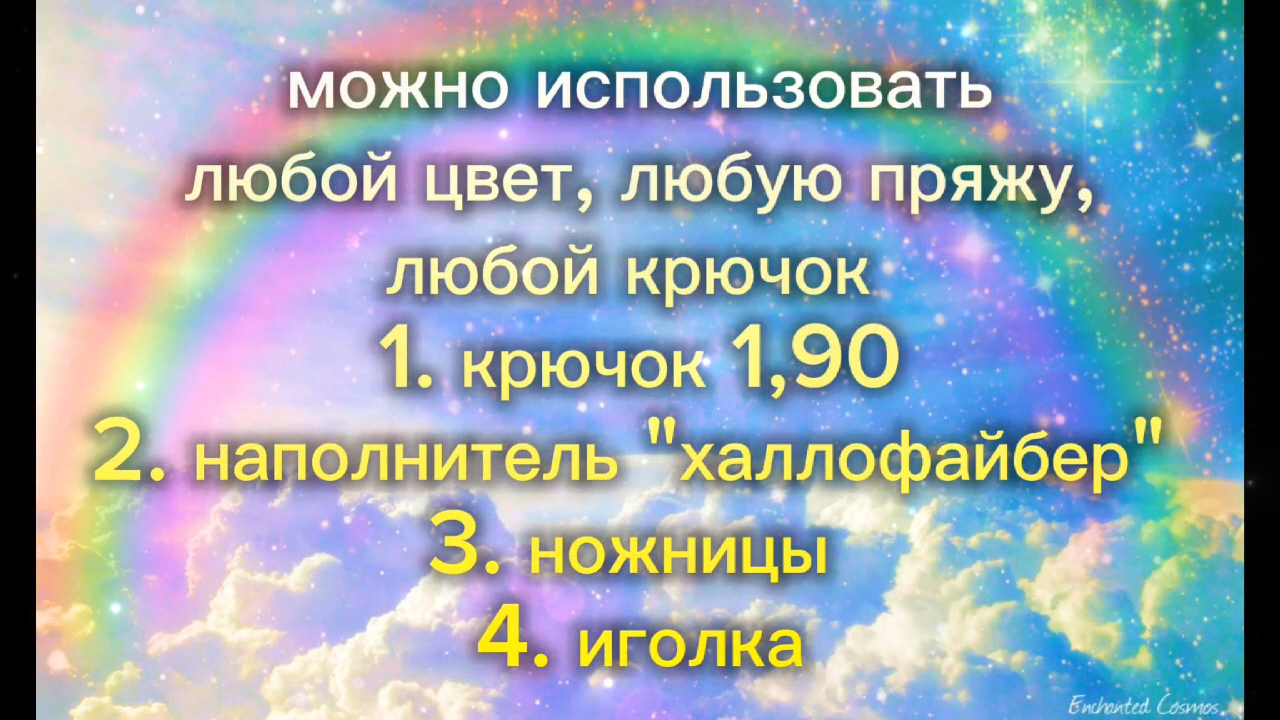 можно использовать
любой цвет, любую пряжу,
любой крючок
1. крючок 1,90
2. наполнитель "халлофайбер"
3. ножницы
4. иголка
Enchanted Cosmos.